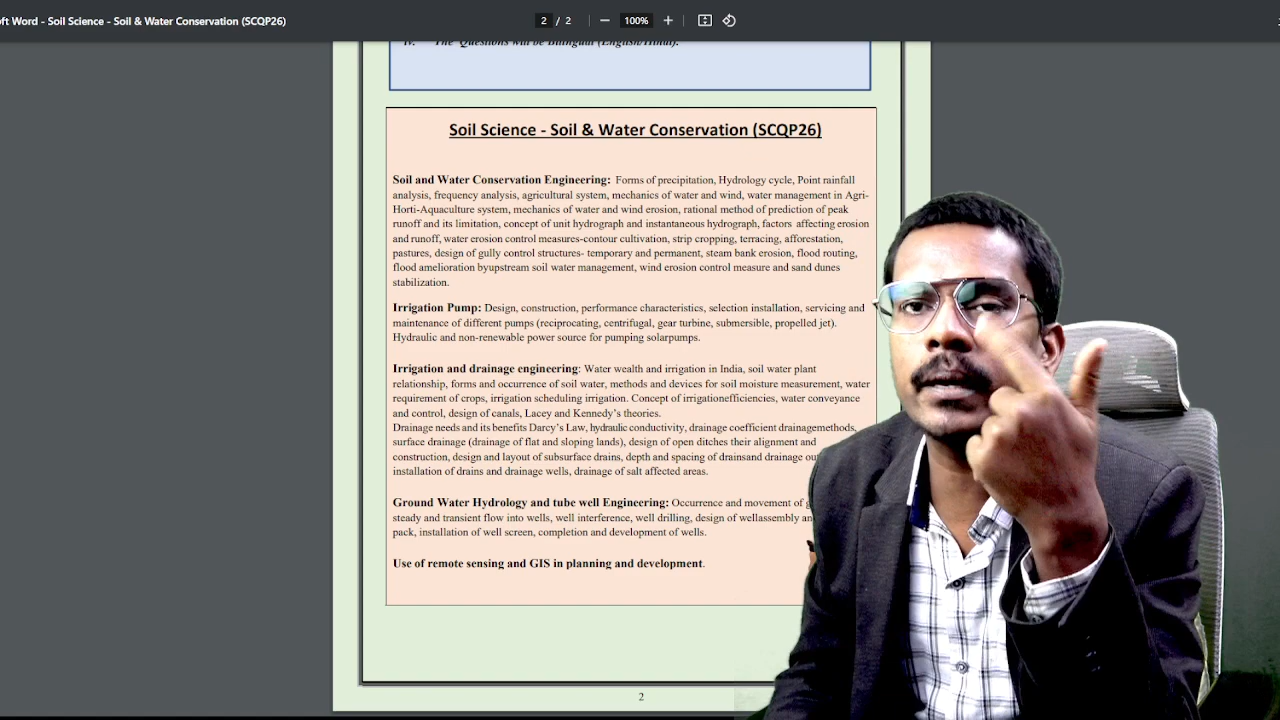 oft Word - Soil Science - Soil & Water Conservation (SCQP26)
2 / 2
100%
iv. The Questions will be Bilingual (English/Hindi).
Soil Science - Soil & Water Conservation (SCQP26)
Soil and Water Conservation Engineering: Forms of precipitation, Hydrology cycle, Point rainfall
analysis, frequency analysis, agricultural system, mechanics of water and wind, water management in Agri-
Horti-Aquaculture system, mechanics of water and wind erosion, rational method of prediction of peak
runoff and its limitation, concept of unit hydrograph and instantaneous hydrograph, factors affecting erosion
and runoff, water erosion control measures-contour cultivation, strip cropping, terracing, afforestation,
pastures, design of gully control structures- temporary and permanent, steam bank erosion, flood routing,
flood amelioration byupstream soil water management, wind erosion control measure and sand dunes
stabilization.
Irrigation Pump: Design, construction, performance characteristics, selection installation, servicing and
maintenance of different pumps (reciprocating, centrifugal, gear turbine, submersible, propelled jet).
Hydraulic and non-renewable power source for pumping solarpumps.
Irrigation and drainage engineering: Water wealth and irrigation in India, soil water plant
relationship, forms and occurrence of soil water, methods and devices for soil moisture measurement, water
requirement of crops, irrigation scheduling irrigation. Concept of irrigationefficiencies, water conveyance
and control, design of canals, Lacey and Kennedy's theories.
Drainage needs and its benefits Darcy's Law, hydraulic conductivity, drainage coefficient drainagemethods,
surface drainage (drainage of flat and sloping lands), design of open ditches their alignment and
construction, design and layout of subsurface drains, depth and spacing of drainsand drainage
installation of drains and drainage wells, drainage of salt affected areas.
Ground Water Hydrology and tube well Engineering: Occurrence and movement of
steady and transient flow into wells, well interference, well drilling, design of wellassembly
pack, installation of well screen, completion and development of wells.
Use of remote sensing and GIS in planning and development.
2